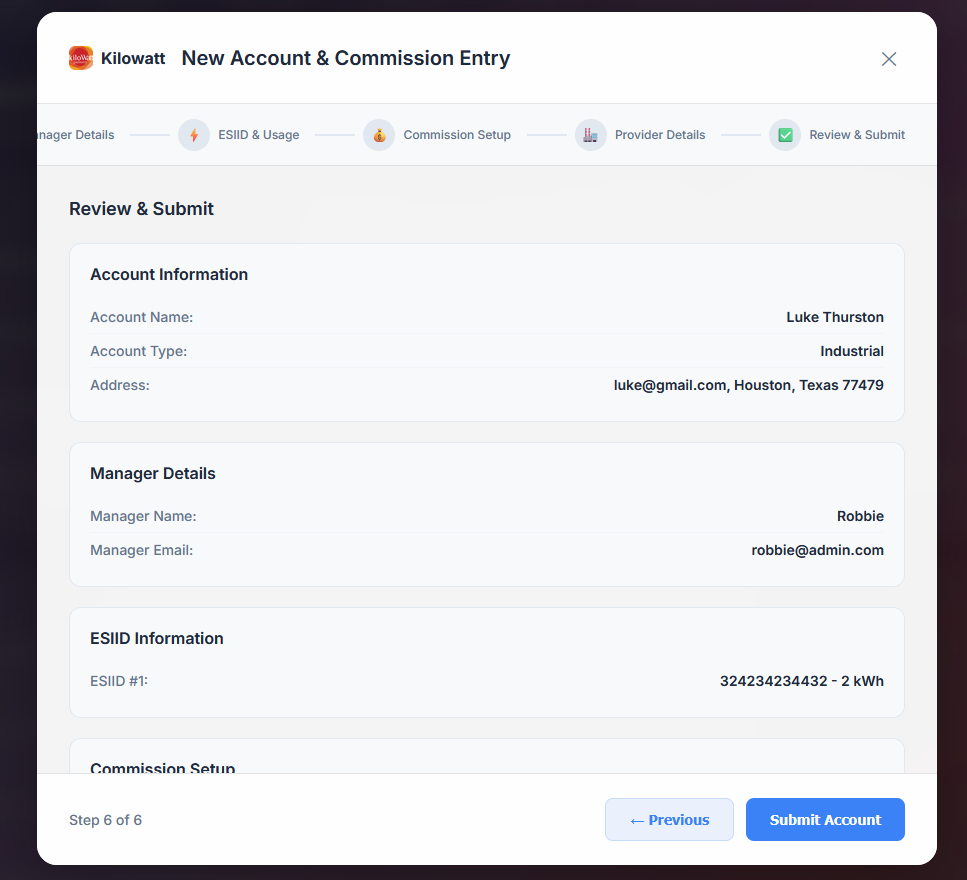 Kilowatt New Account & Commission Entry
nager Details ESIID & Usage Commission Setup Provider Details Review & Submit
Review & Submit
Account Information
Account Name: Luke Thurston
Account Type: Industrial
Address: luke@gmail.com, Houston, Texas 77479
Manager Details
Manager Name: Robbie
Manager Email: robbie@admin.com
ESIID Information
ESIID #1: 324234234432 - 2 kWh
Commission Setup
Step 6 of 6 ← Previous Submit Account